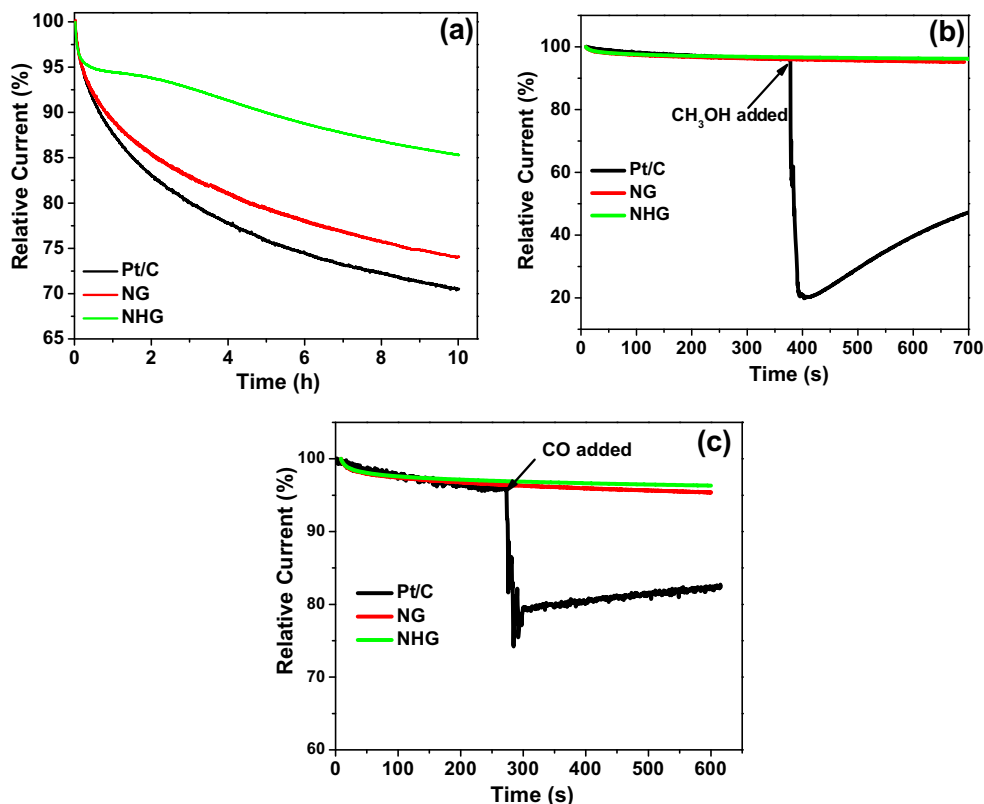 (a)
Relative Current (%)
100
95
90
85
80
75
70
65
Pt/C
NG
NHG
0
2
4
6
8
10
Time (h)
(b)
Relative Current (%)
100
80
60
40
20
CH₃OH added
Pt/C
NG
NHG
0
100
200
300
400
500
600
700
Time (s)
(c)
Relative Current (%)
100
90
80
70
60
CO added
Pt/C
NG
NHG
0
100
200
300
400
500
600
Time (s)